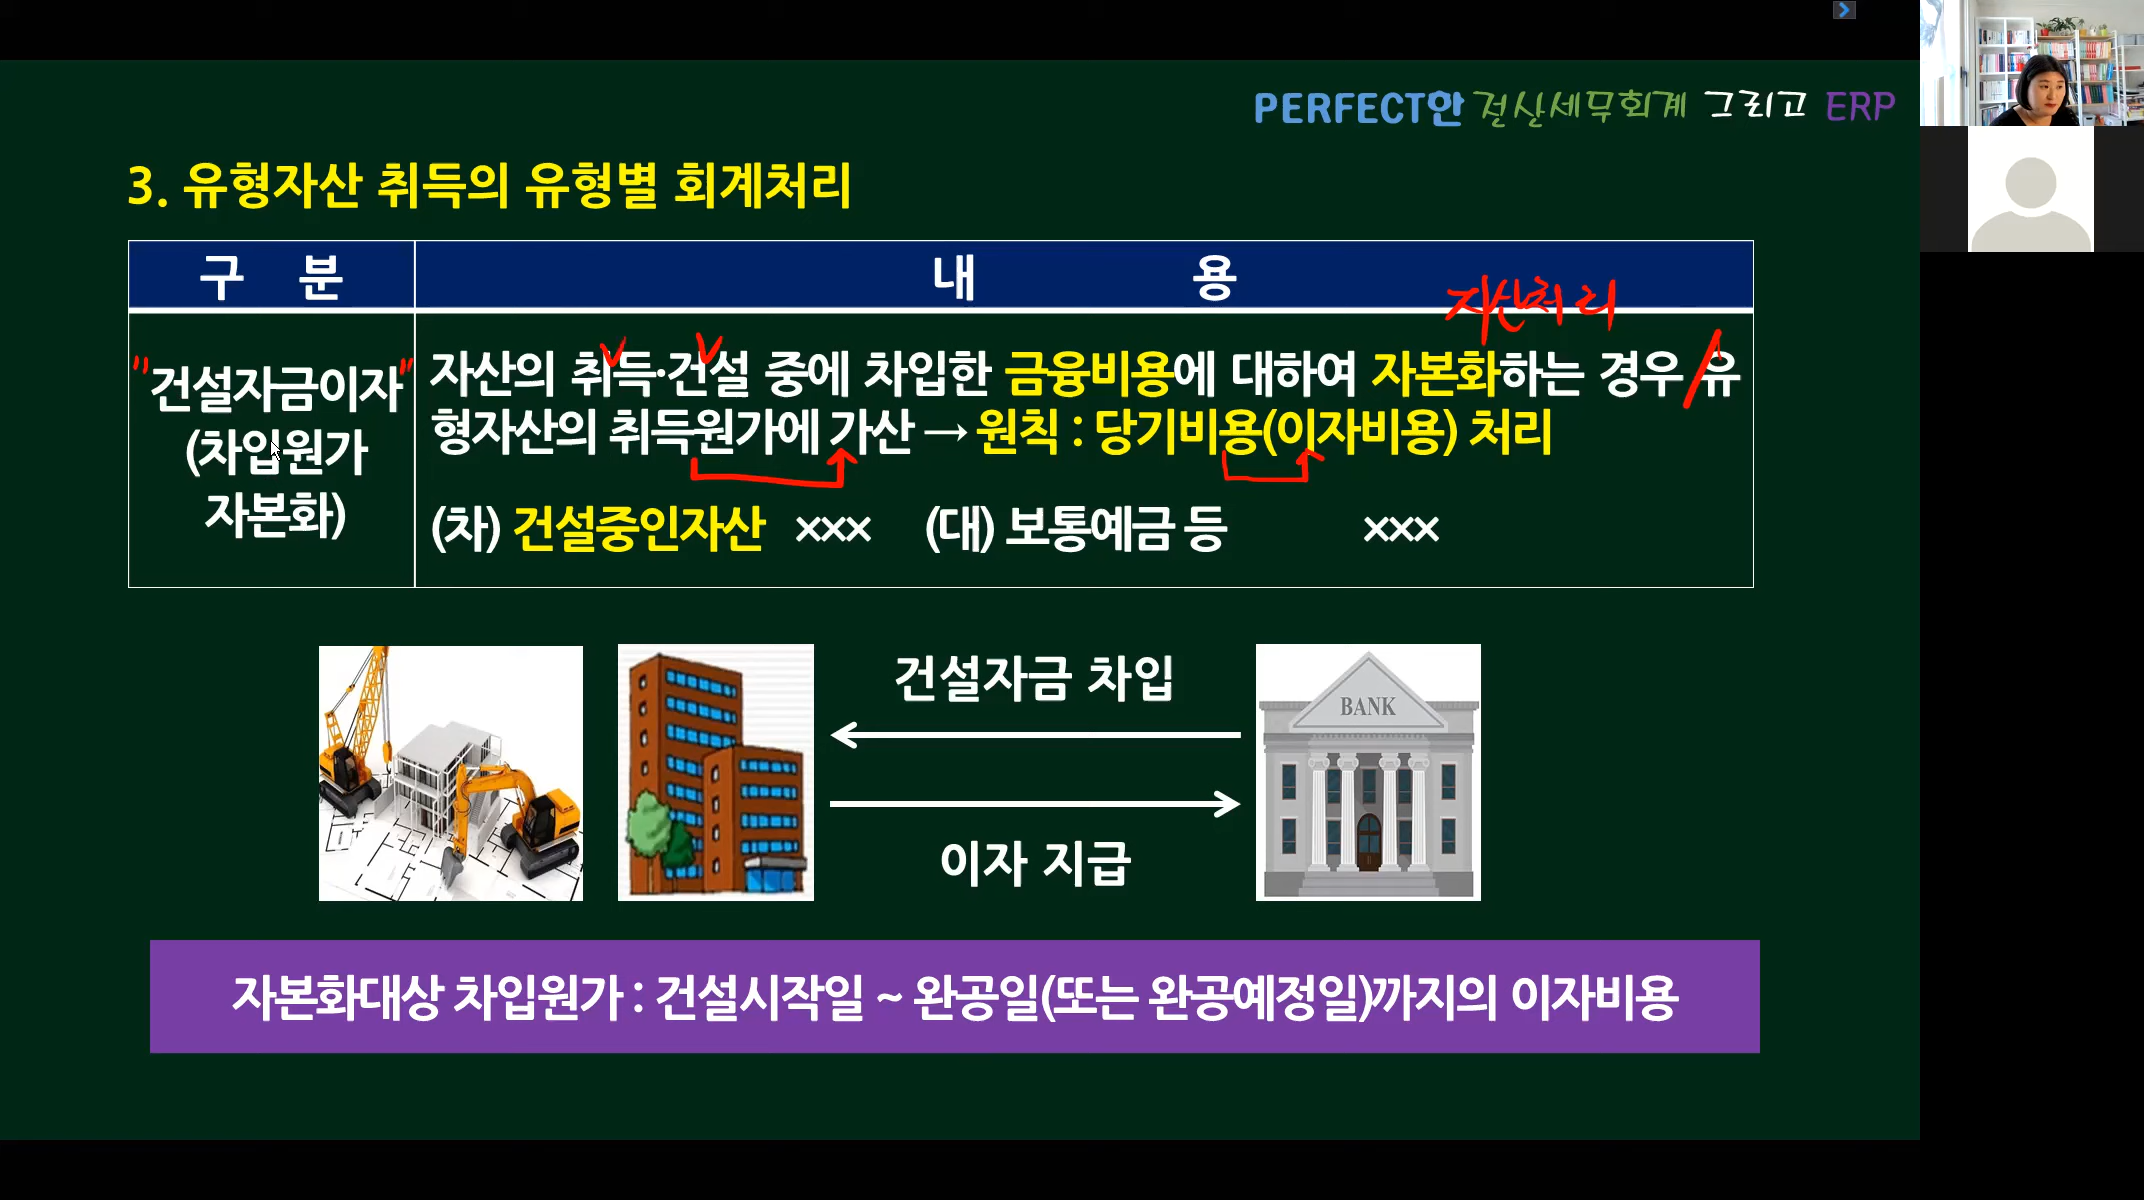 PERFECT한 전산세무회계 그리고 ERP
3. 유형자산 취득의 유형별 회계처리
구 분
내 용
자산처리
"건설자금이자"
(차입원가
자본화)
자산의 취득·건설 중에 차입한 금융비용에 대하여 자본화하는 경우/유
형자산의 취득원가에 가산 → 원칙 : 당기비용(이자비용) 처리
(차) 건설중인자산 ××× (대) 보통예금 등 ×××
건설자금 차입
BANK
이자 지급
자본화대상 차입원가 : 건설시작일 ~ 완공일(또는 완공예정일)까지의 이자비용